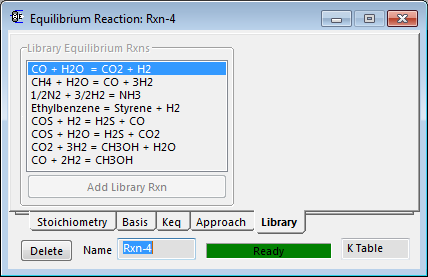 Equilibrium Reaction: Rxn-4
Library Equilibrium Rxns
CO + H2O = CO2 + H2
CH4 + H2O = CO + 3H2
1/2N2 + 3/2H2 = NH3
Ethylbenzene = Styrene + H2
COS + H2 = H2S + CO
COS + H2O = H2S + CO2
CO2 + 3H2 = CH3OH + H2O
CO + 2H2 = CH3OH
Add Library Rxn
Stoichiometry Basis Keq Approach Library
Delete Name Rxn-4 Ready K Table